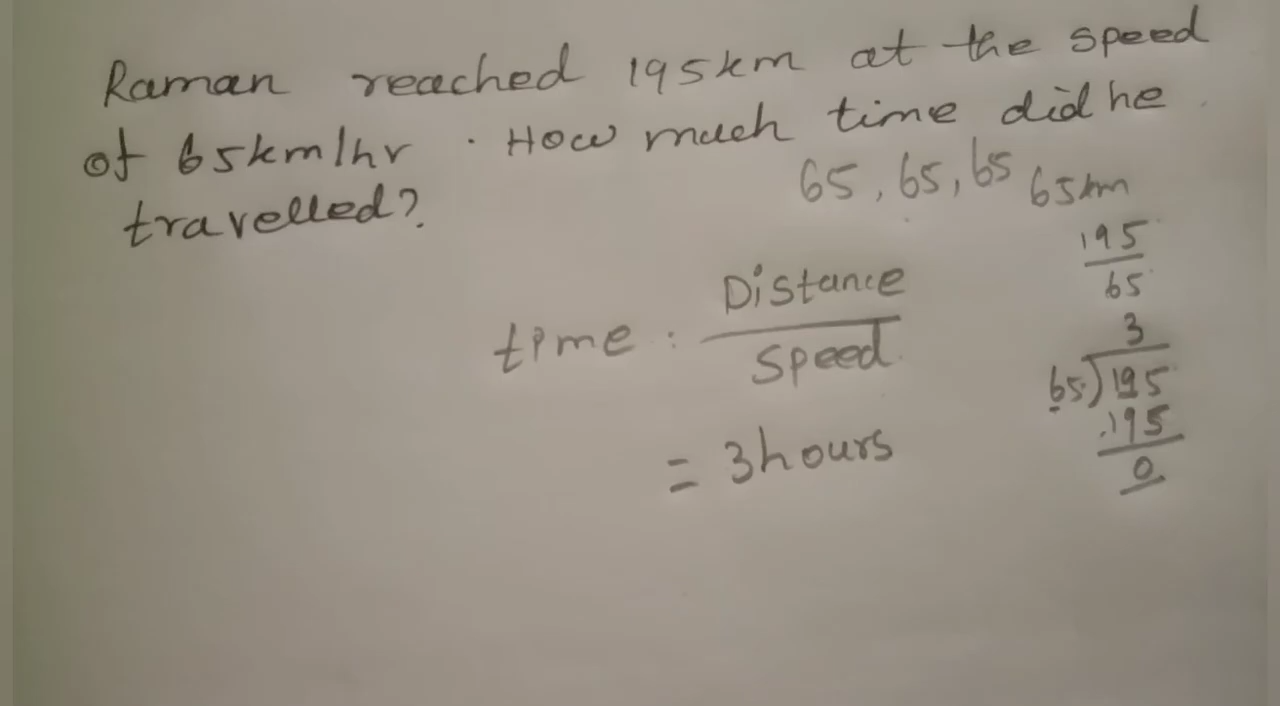 Raman reached 195km at the speed
of 65km/hr. How much time did he
travelled?
65, 65, 65 65km
195
65
time : Distance
Speed
3
65)195
195
0
= 3hours